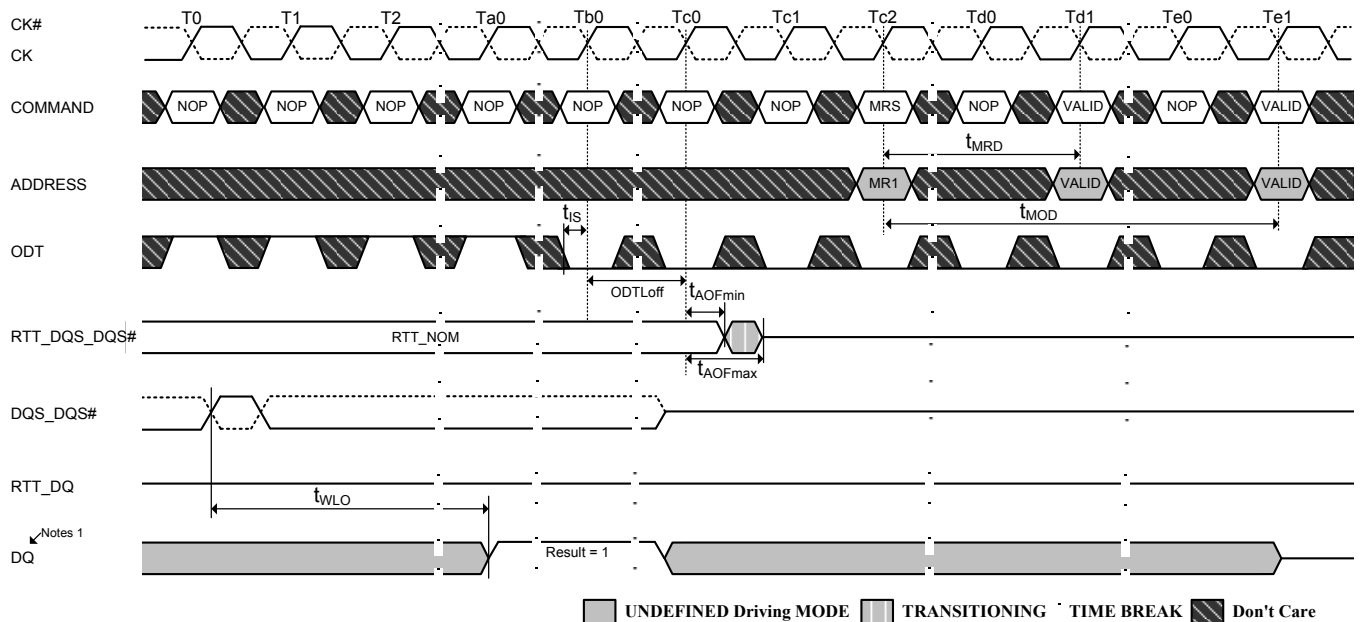 T0 T1 T2 Ta0 Tb0 Tc0 Tc1 Tc2 Td0 Td1 Te0 Te1
CK#
CK
COMMAND NOP NOP NOP NOP NOP NOP NOP MRS NOP VALID NOP VALID
tMRD
ADDRESS MR1 VALID VALID
tIS tMOD
ODT
ODTLoff tAOFmin
RTT_DQS_DQS# RTT_NOM
tAOFmax
DQS_DQS#
RTT_DQ
tWLO
Notes 1
DQ Result = 1
UNDEFINED Driving MODE TRANSITIONING TIME BREAK Don't Care